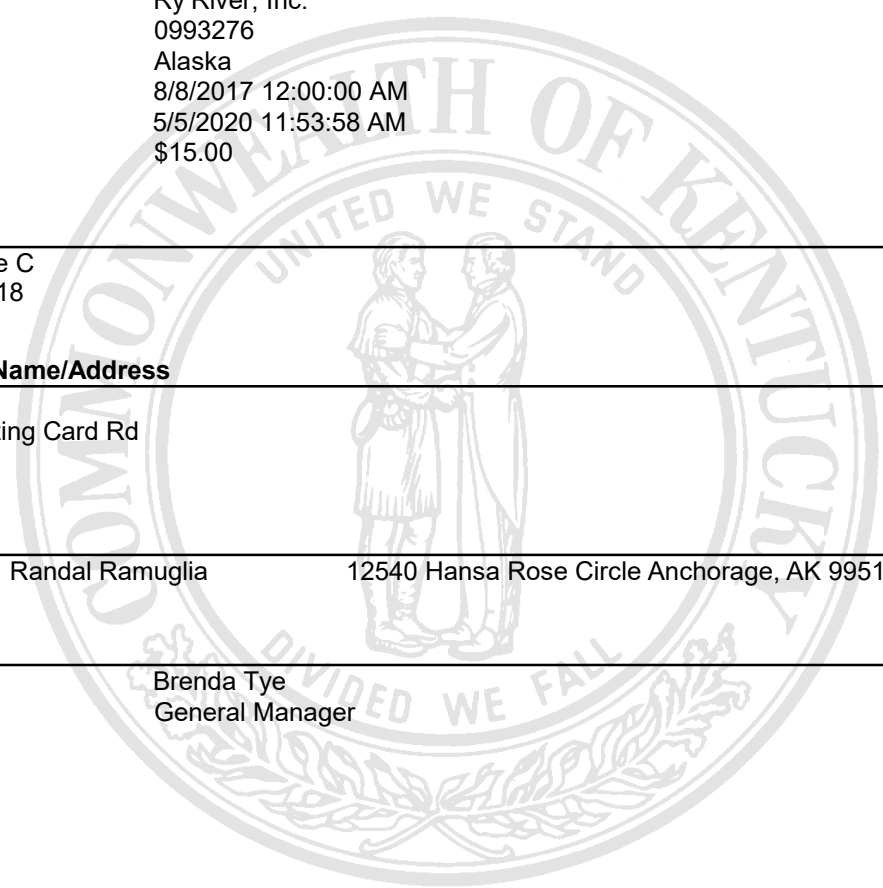 Ry River, Inc.
0993276
Alaska
8/8/2017 12:00:00 AM
5/5/2020 11:53:58 AM
$15.00
COMMONWEALTH OF KENTUCKY
UNITED WE STAND
e C
18
Name/Address
ting Card Rd
Randal Ramuglia 12540 Hansa Rose Circle Anchorage, AK 9951
DIVIDED WE FALL
Brenda Tye
General Manager